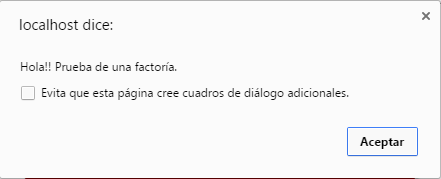 localhost dice:
Hola!! Prueba de una factoría.
Evita que esta página cree cuadros de diálogo adicionales.
Aceptar